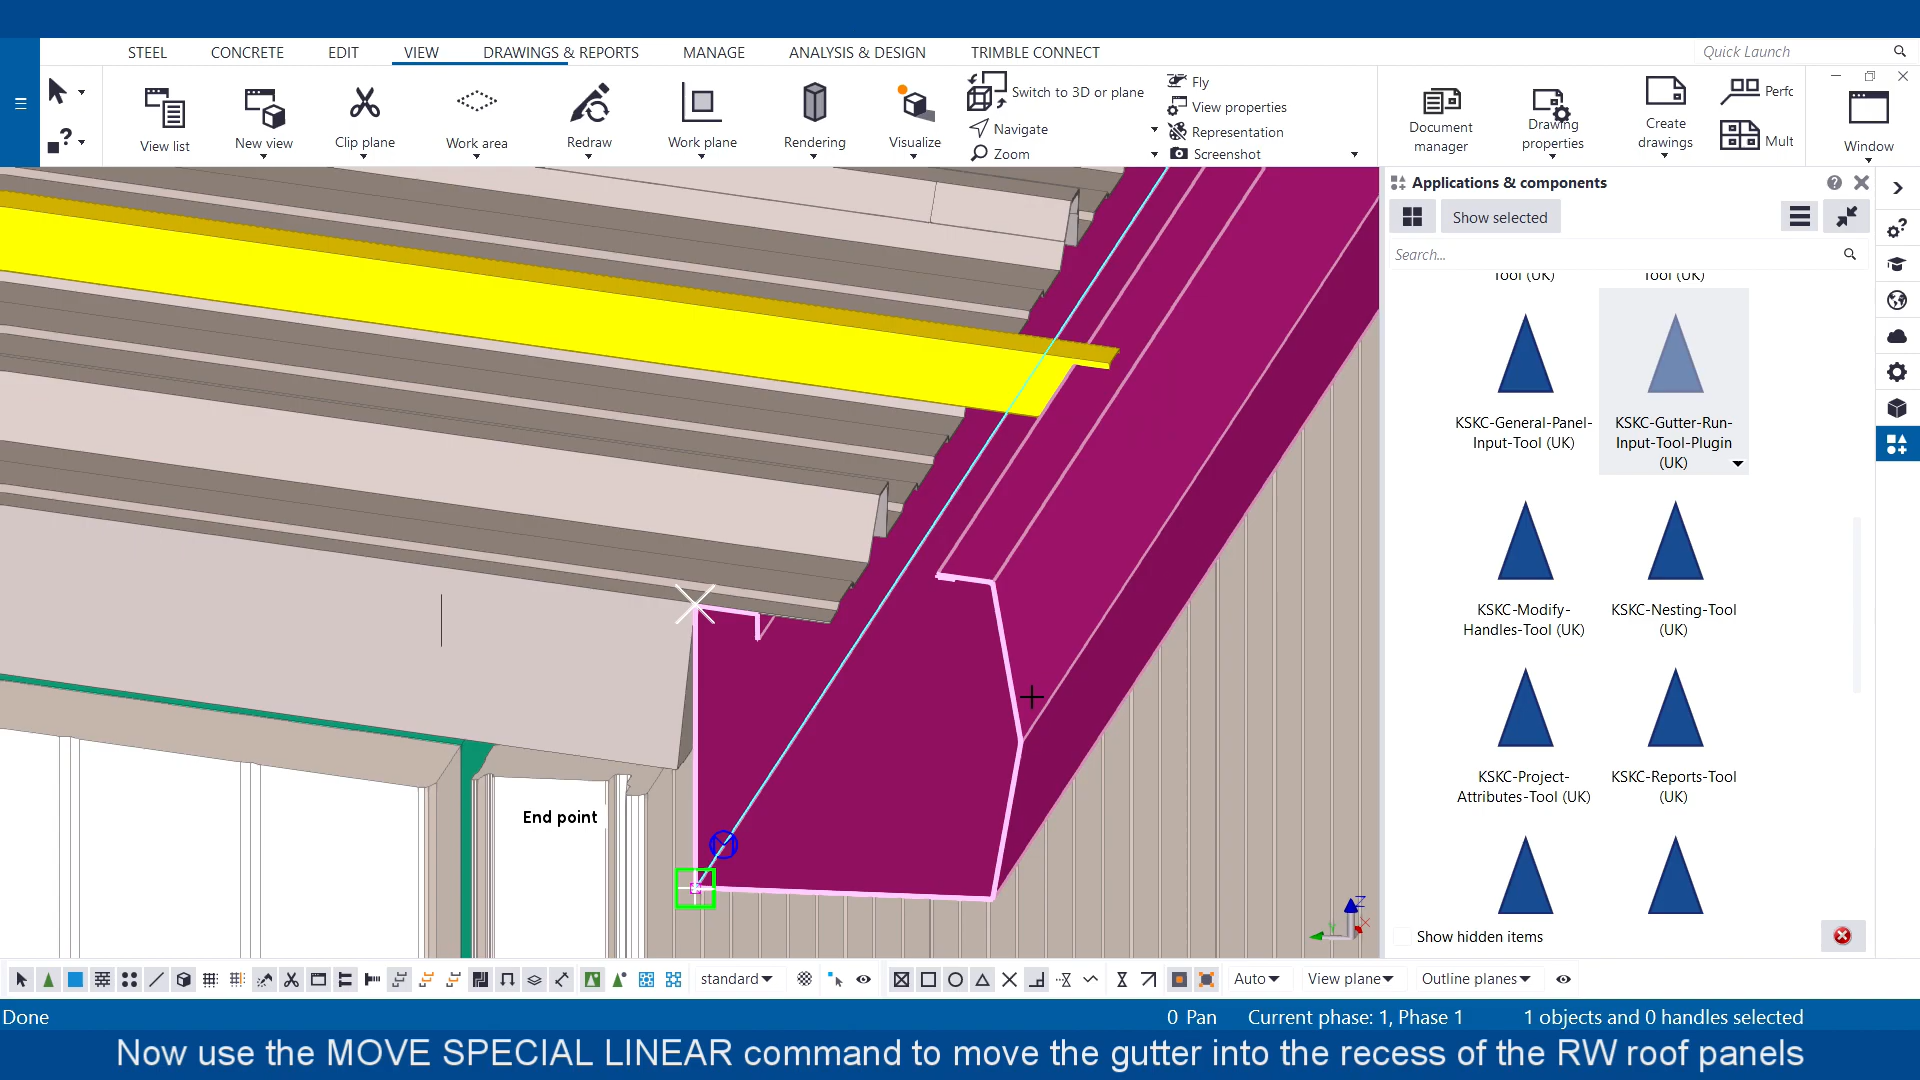 STEEL CONCRETE EDIT VIEW DRAWINGS & REPORTS MANAGE ANALYSIS & DESIGN TRIMBLE CONNECT Quick Launch
View list New view Clip plane Work area Redraw Work plane Rendering Visualize
Switch to 3D or plane
Navigate
Zoom
Fly
View properties
Representation
Screenshot
Document manager
Drawing properties
Create drawings
Perfc
Mult
Window
Applications & components
Show selected
Search...
Tool (UK) Tool (UK)
KSKC-General-Panel- KSKC-Gutter-Run-
Input-Tool (UK) Input-Tool-Plugin
(UK)
KSKC-Modify- KSKC-Nesting-Tool
Handles-Tool (UK) (UK)
KSKC-Project- KSKC-Reports-Tool
Attributes-Tool (UK) (UK)
End point
Z
Y X
Show hidden items
standard Auto View plane Outline planes
Done 0 Pan Current phase: 1, Phase 1 1 objects and 0 handles selected
Now use the MOVE SPECIAL LINEAR command to move the gutter into the recess of the RW roof panels